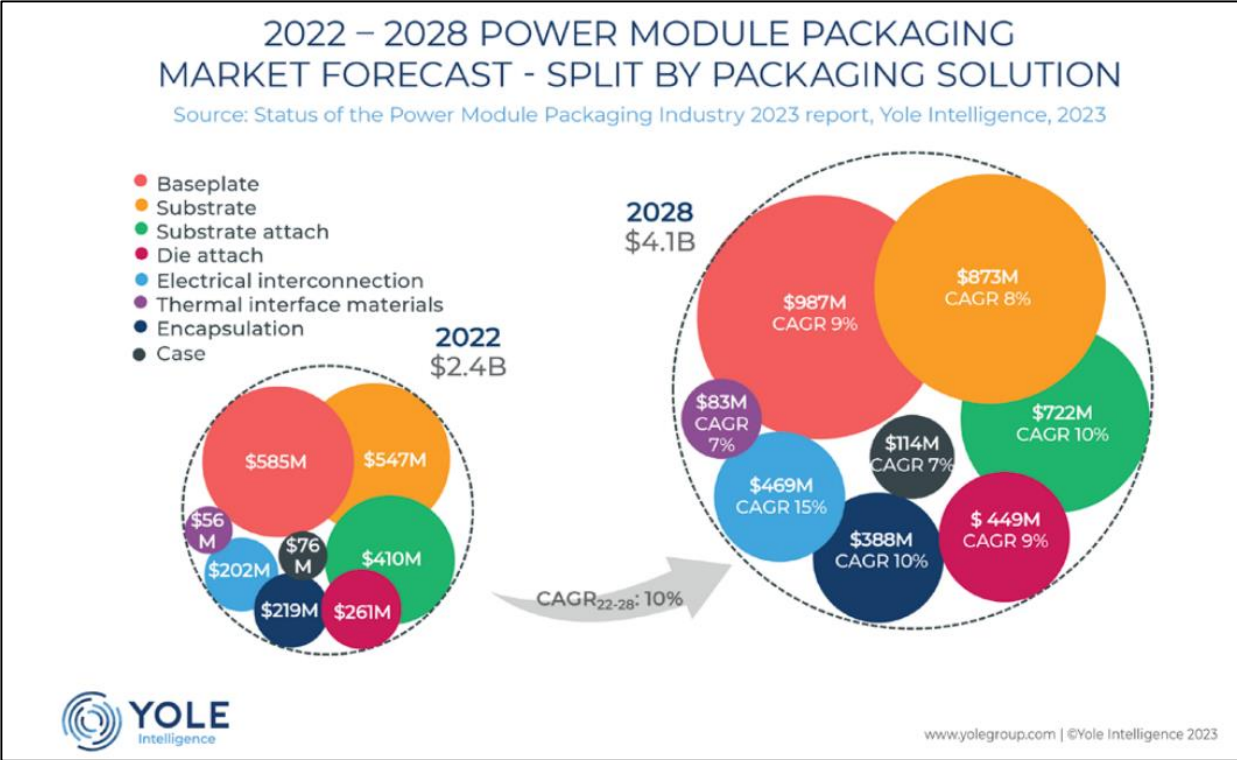 2022 – 2028 POWER MODULE PACKAGING
MARKET FORECAST - SPLIT BY PACKAGING SOLUTION
Source: Status of the Power Module Packaging Industry 2023 report, Yole Intelligence, 2023
Baseplate
Substrate
Substrate attach
Die attach
Electrical interconnection
Thermal interface materials
Encapsulation
Case
2022
$2.4B
$585M
$547M
$56
M
$76
M
$410M
$202M
$219M
$261M
CAGR22-28: 10%
2028
$4.1B
$987M
CAGR 9%
$873M
CAGR 8%
$83M
CAGR
7%
$722M
CAGR 10%
$114M
CAGR 7%
$469M
CAGR 15%
$388M
CAGR 10%
$ 449M
CAGR 9%
YOLE
Intelligence
www.yolegroup.com | ©Yole Intelligence 2023